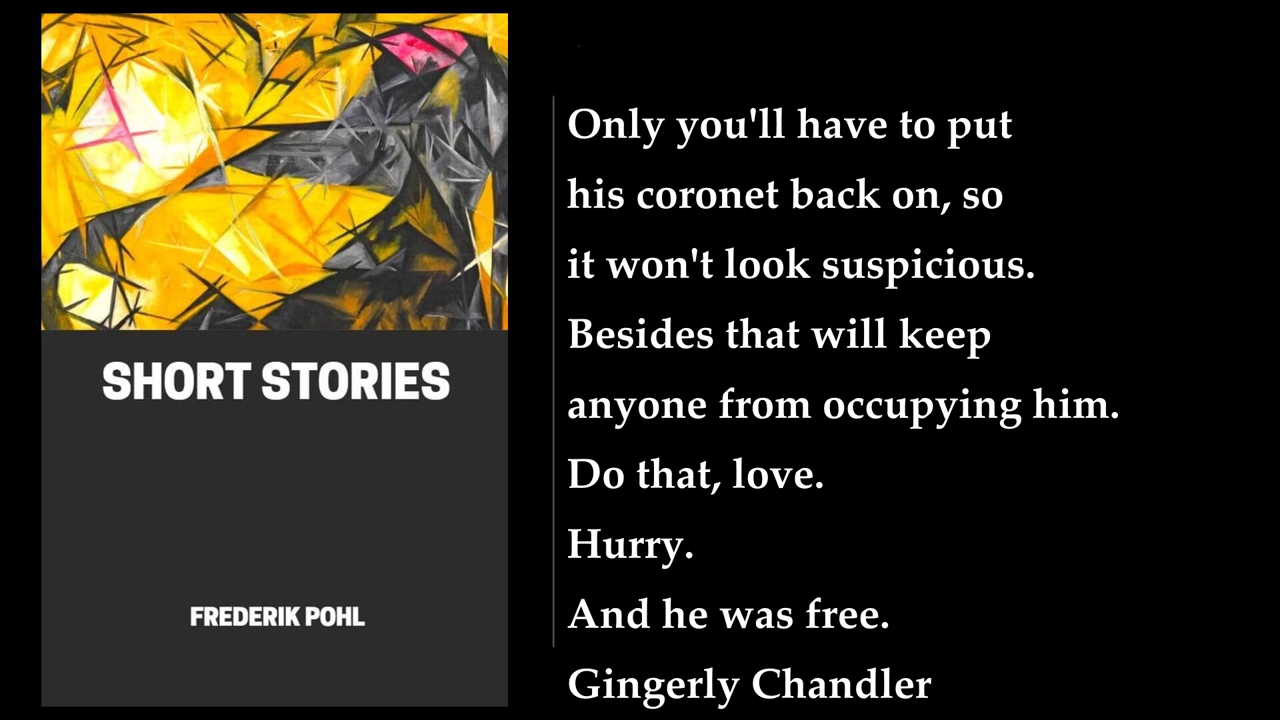 SHORT STORIES
FREDERIK POHL
Only you'll have to put
his coronet back on, so
it won't look suspicious.
Besides that will keep
anyone from occupying him.
Do that, love.
Hurry.
And he was free.
Gingerly Chandler